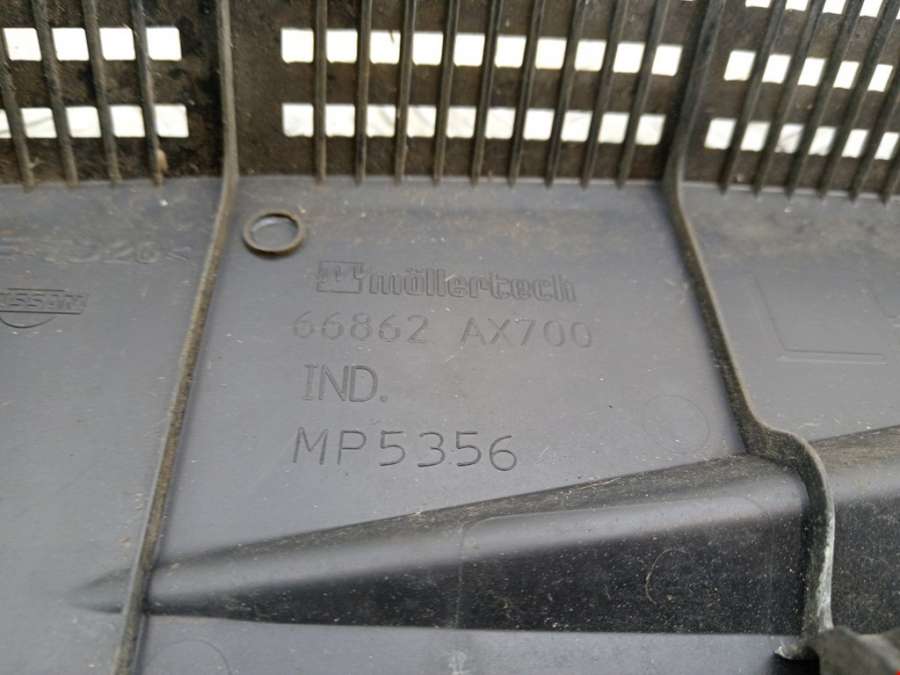 möllertech
66862 AX700
IND.
MP5356
NISSAN